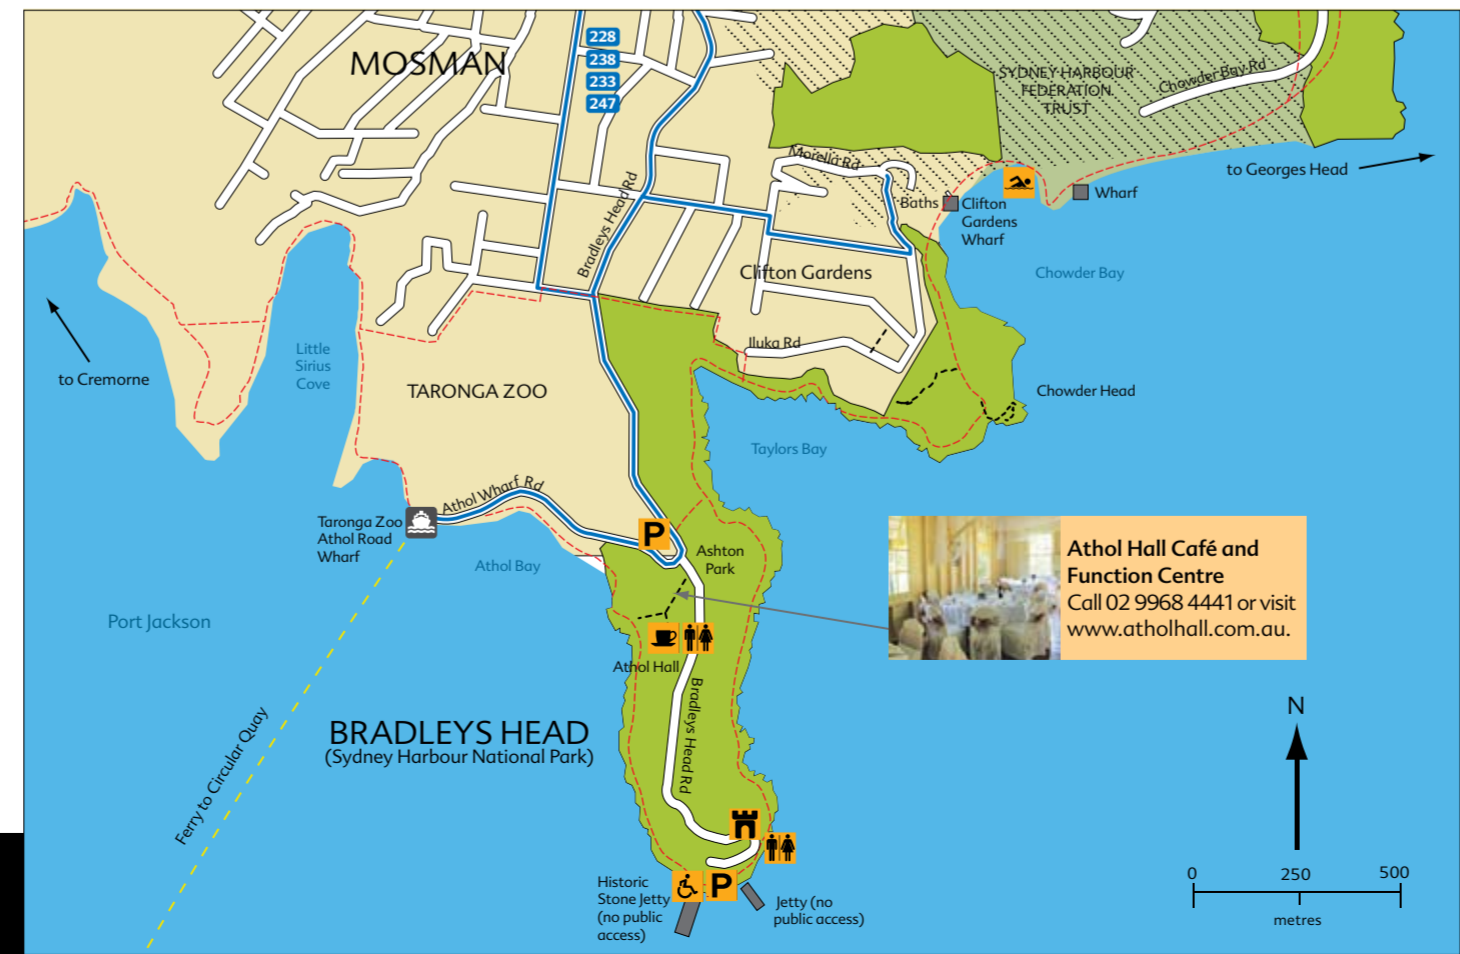 MOSMAN
228
238
233
247
SYDNEY HARBOUR
FEDERATION
TRUST
Chowder Bay Rd
to Georges Head
Morella Rd
Bradleys Head Rd
Baths
Clifton
Gardens
Wharf
Wharf
Clifton Gardens
Chowder Bay
Iluka Rd
Little
Sirius
Cove
to Cremorne
TARONGA ZOO
Chowder Head
Taylors Bay
Athol Wharf Rd
Taronga Zoo
Athol Road
Wharf
P
Ashton
Park
Athol Bay
Port Jackson
Athol Hall Café and
Function Centre
Call 02 9968 4441 or visit
www.atholhall.com.au.
Athol Hall
Bradleys Head Rd
BRADLEYS HEAD
(Sydney Harbour National Park)
Ferry to Circular Quay
N
0 250 500
metres
Historic
Stone Jetty
(no public
access)
P
Jetty (no
public access)